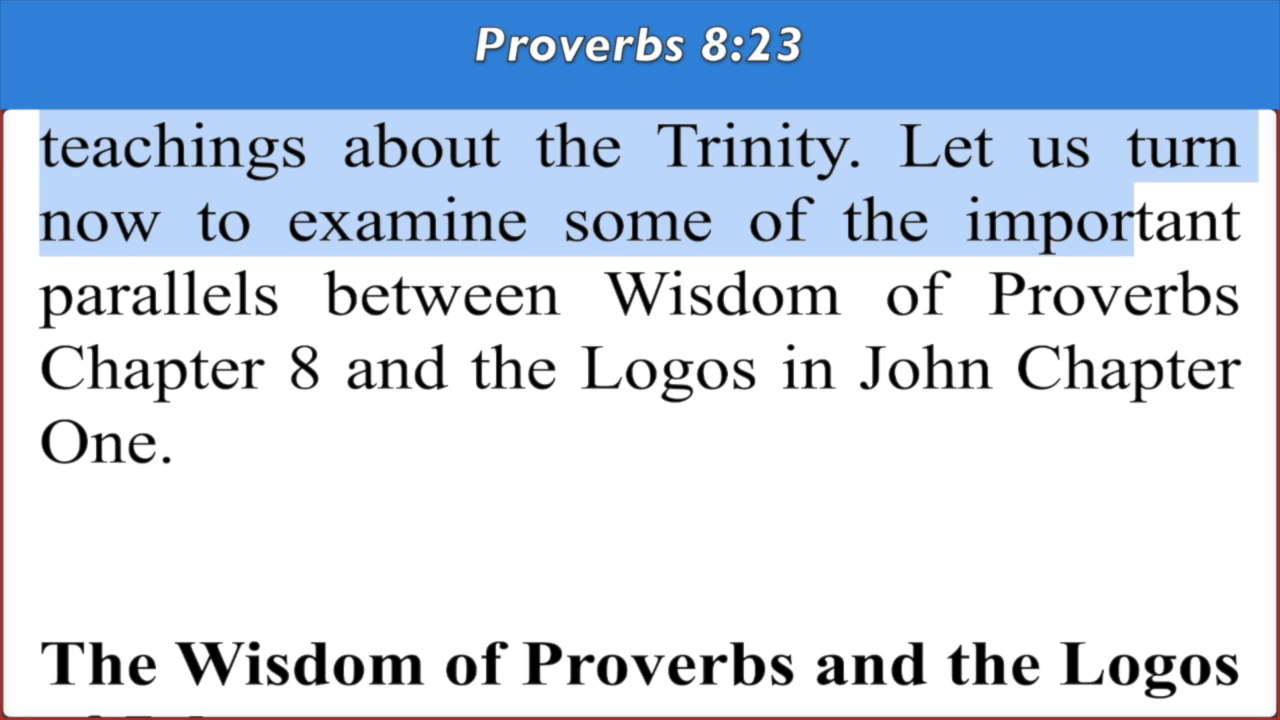 Proverbs 8:23
teachings about the Trinity. Let us turn
now to examine some of the important
parallels between Wisdom of Proverbs
Chapter 8 and the Logos in John Chapter
One.
The Wisdom of Proverbs and the Logos